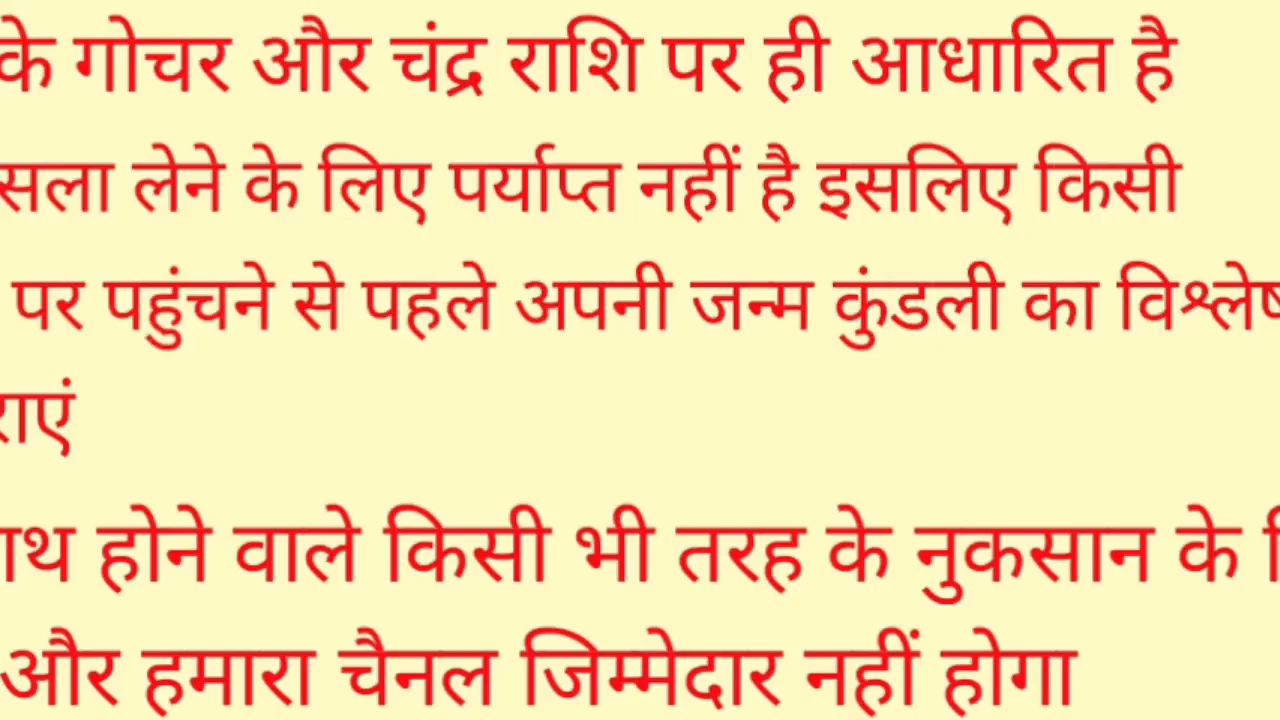 के गोचर और चंद्र राशि पर ही आधारित है
सला लेने के लिए पर्याप्त नहीं है इसलिए किसी
पर पहुंचने से पहले अपनी जन्म कुंडली का विश्लेष
राएं
ाथ होने वाले किसी भी तरह के नुकसान के
और हमारा चैनल जिम्मेदार नहीं होगा